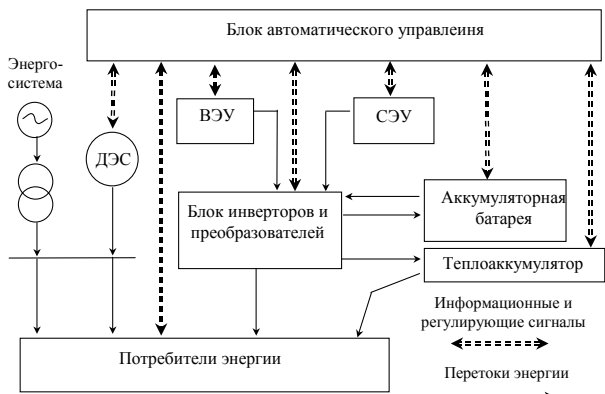 Блок автоматического управлеиня
Энерго-
система
ВЭУ
СЭУ
ДЭС
Блок инверторов и
преобразователей
Аккумуляторная
батарея
Теплоаккумулятор
Информационные и
регулирующие сигналы
Потребители энергии
Перетоки энергии